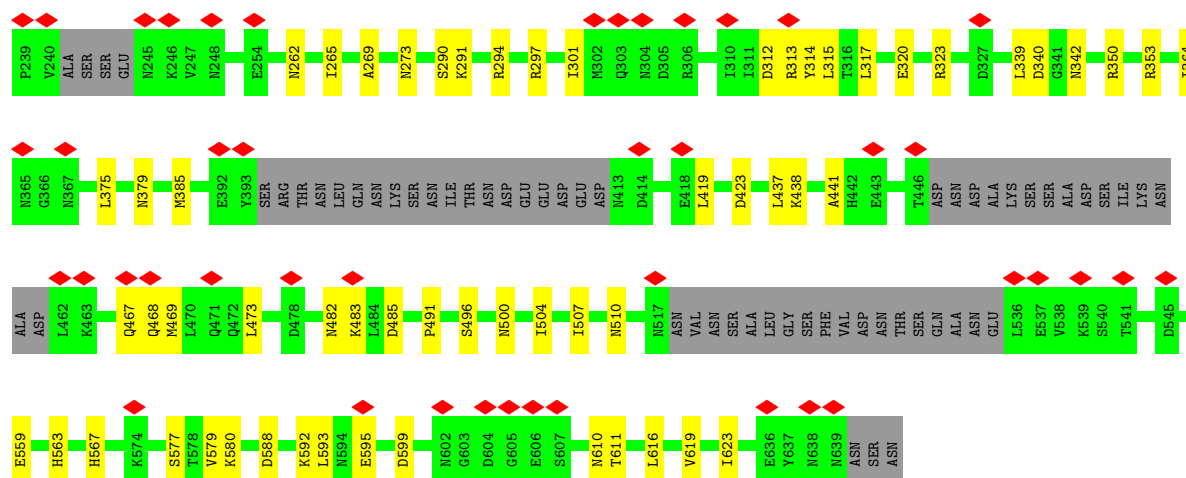 P239 V240 ALA SER SER GLU N245 K246 V247 N248 E254 N262 I265 A269 N273 S290 K291 R294 R297 I301 M302 Q303 N304 D305 R306 I310 I311 D312 R313 Y314 L315 T316 L317 E320 R323 D327 L339 D340 G341 N342 R350 R353 I364
N365 G366 N367 L375 N379 M385 E392 Y393 SER ARG THR ASN LEU GLN ASN LYS SER ASN ILE THR ASN ASP GLU GLU ASP GLU ASP N413 D414 E418 L419 D423 L437 K438 A441 H442 E443 T446 ASP ASN ASP ALA LYS SER SER ALA ASP SER ILE LYS ASN
ALA ASP L462 K463 Q467 Q468 M469 L470 Q471 Q472 L473 D478 N482 K483 L484 D485 P491 S496 N500 I504 I507 N510 N517 ASN VAL ASN SER ALA LEU GLY SER PHE VAL ASP ASN THR SER GLN ALA ASN GLU L536 E537 V538 K539 S540 T541 D545
E559 H563 H567 K574 S577 T578 V579 K580 D588 K592 L593 N594 E595 D599 N602 G603 D604 G605 E606 S607 N610 T611 L616 V619 I623 E636 Y637 N638 N639 ASN SER ASN